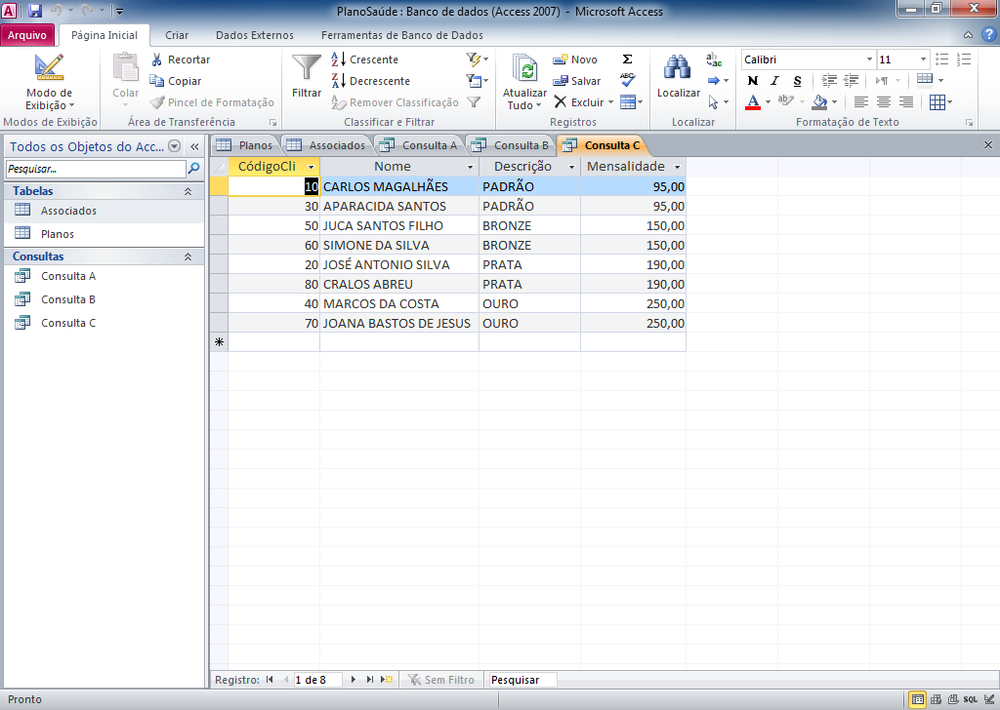 PlanoSaúde : Banco de dados (Access 2007) - Microsoft Access
Arquivo Página Inicial Criar Dados Externos Ferramentas de Banco de Dados
Modo de Exibição
Modos de Exibição
Colar
Recortar
Copiar
Pincel de Formatação
Área de Transferência
Filtrar
Crescente
Decrescente
Remover Classificação
Classificar e Filtrar
Atualizar Tudo
Novo
Salvar
Excluir
Σ
ABC
Registros
Localizar
ab ac
Localizar
Calibri 11
N I S
A ab
Formatação de Texto
Todos os Objetos do Acc... «
Pesquisar...
Tabelas
Associados
Planos
Consultas
Consulta A
Consulta B
Consulta C
Planos Associados Consulta A Consulta B Consulta C
CódigoCli Nome Descrição Mensalidade
10 CARLOS MAGALHÃES PADRÃO 95,00
30 APARACIDA SANTOS PADRÃO 95,00
50 JUCA SANTOS FILHO BRONZE 150,00
60 SIMONE DA SILVA BRONZE 150,00
20 JOSÉ ANTONIO SILVA PRATA 190,00
80 CRALOS ABREU PRATA 190,00
40 MARCOS DA COSTA OURO 250,00
70 JOANA BASTOS DE JESUS OURO 250,00
Registro: 1 de 8 Sem Filtro Pesquisar
Pronto SQL